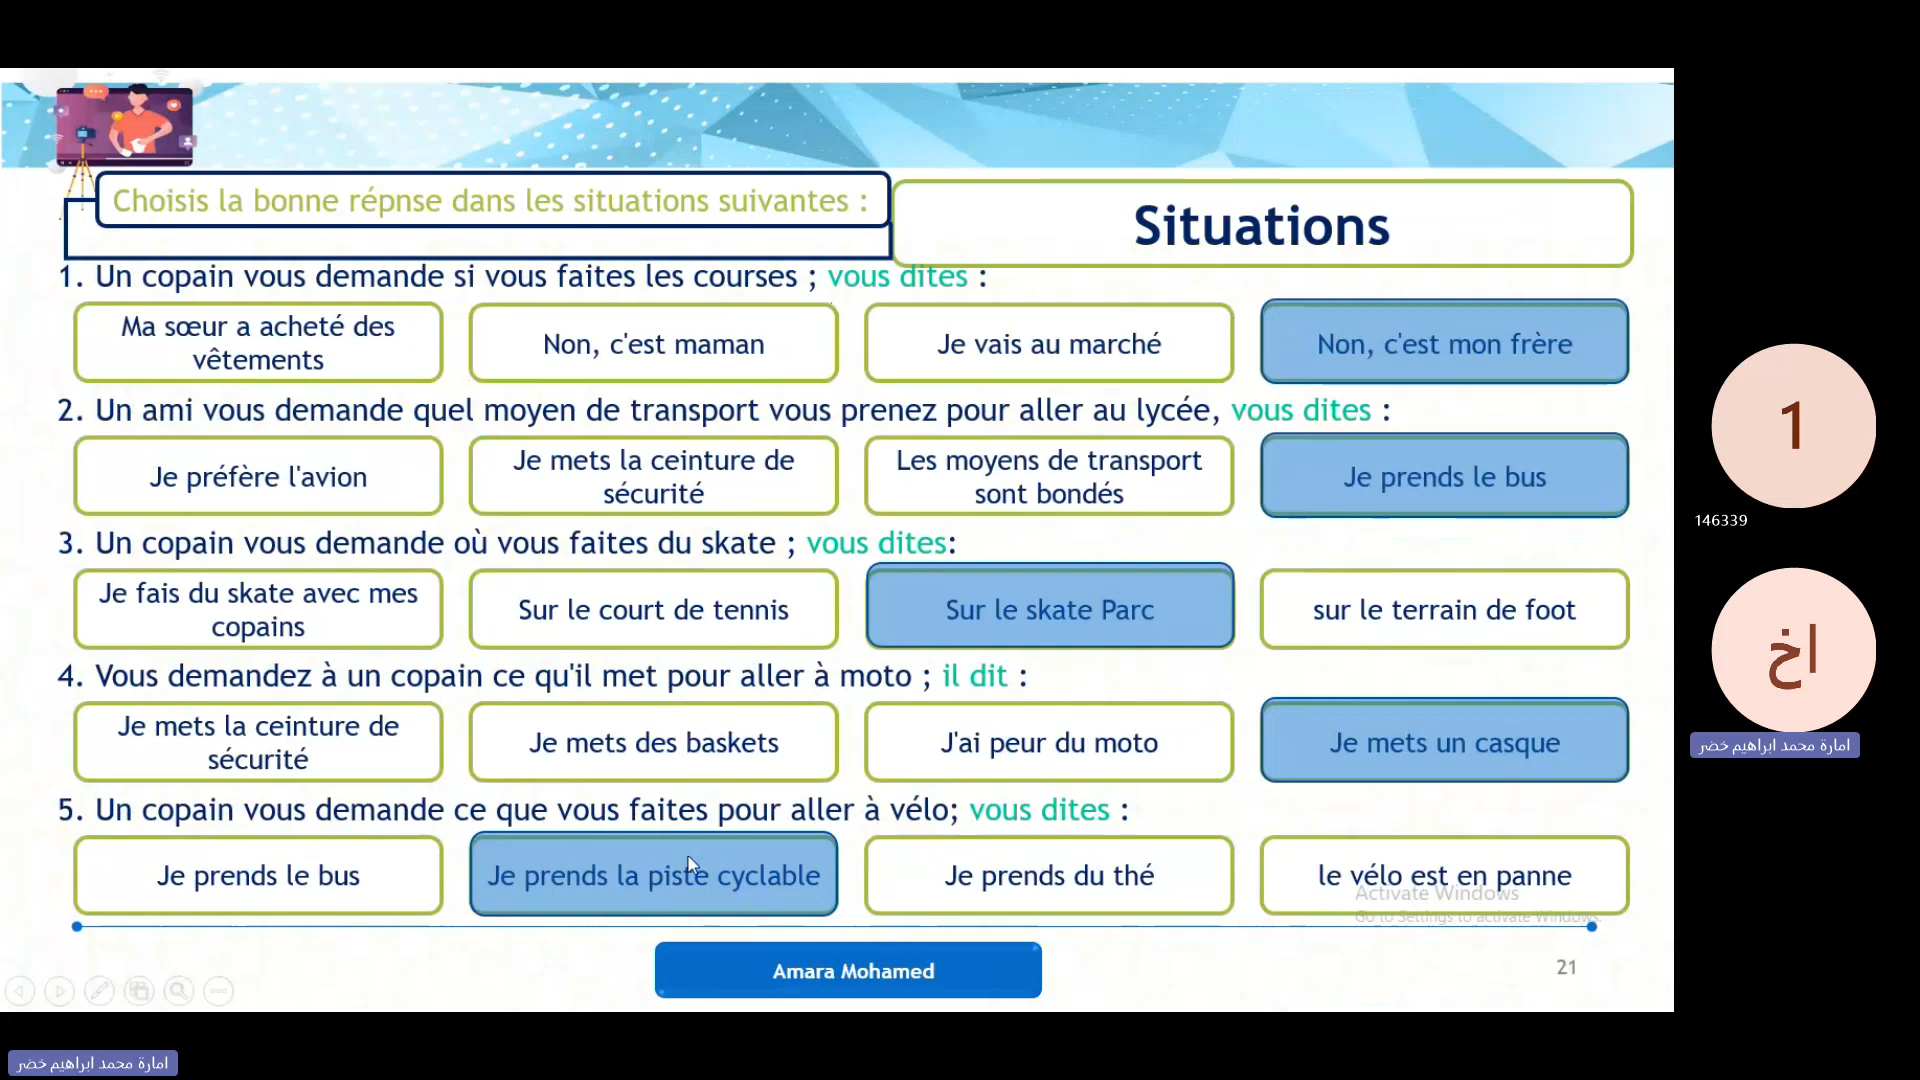 Choisis la bonne répnse dans les situations suivantes :
Situations
1. Un copain vous demande si vous faites les courses ; vous dites :
Ma sœur a acheté des
vêtements
Non, c'est maman
Je vais au marché
Non, c'est mon frère
2. Un ami vous demande quel moyen de transport vous prenez pour aller au lycée, vous dites :
Je préfère l'avion
Je mets la ceinture de
sécurité
Les moyens de transport
sont bondés
Je prends le bus
3. Un copain vous demande où vous faites du skate ; vous dites:
Je fais du skate avec mes
copains
Sur le court de tennis
Sur le skate Parc
sur le terrain de foot
4. Vous demandez à un copain ce qu'il met pour aller à moto ; il dit :
Je mets la ceinture de
sécurité
Je mets des baskets
J'ai peur du moto
Je mets un casque
5. Un copain vous demande ce que vous faites pour aller à vélo; vous dites :
Je prends le bus
Je prends la piste cyclable
Je prends du thé
le vélo est en panne
Activate Windows
Go to Settings to activate Windows.
Amara Mohamed
21
1
146339
اخ
امارة محمد ابراهيم خضر
امارة محمد ابراهيم خضر